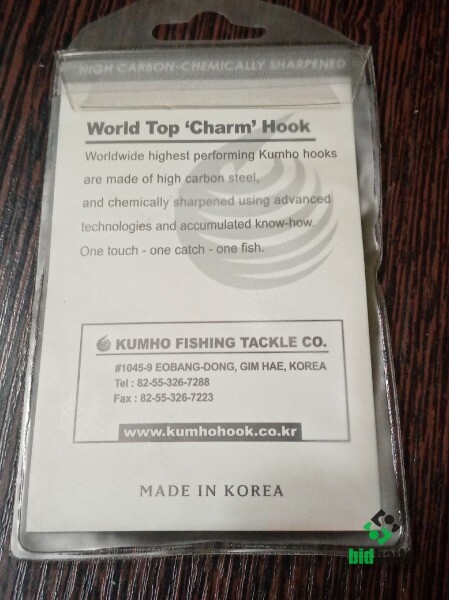 HIGH CARBON-CHEMICALLY SHARPENED
World Top ‘Charm’ Hook
Worldwide highest performing Kumho hooks
are made of high carbon steel,
and chemically sharpened using advanced
technologies and accumulated know-how.
One touch - one catch - one fish.
KUMHO FISHING TACKLE CO.
#1045-9 EOBANG-DONG, GIM HAE, KOREA
Tel : 82-55-326-7288
Fax : 82-55-326-7223
www.kumhohook.co.kr
MADE IN KOREA